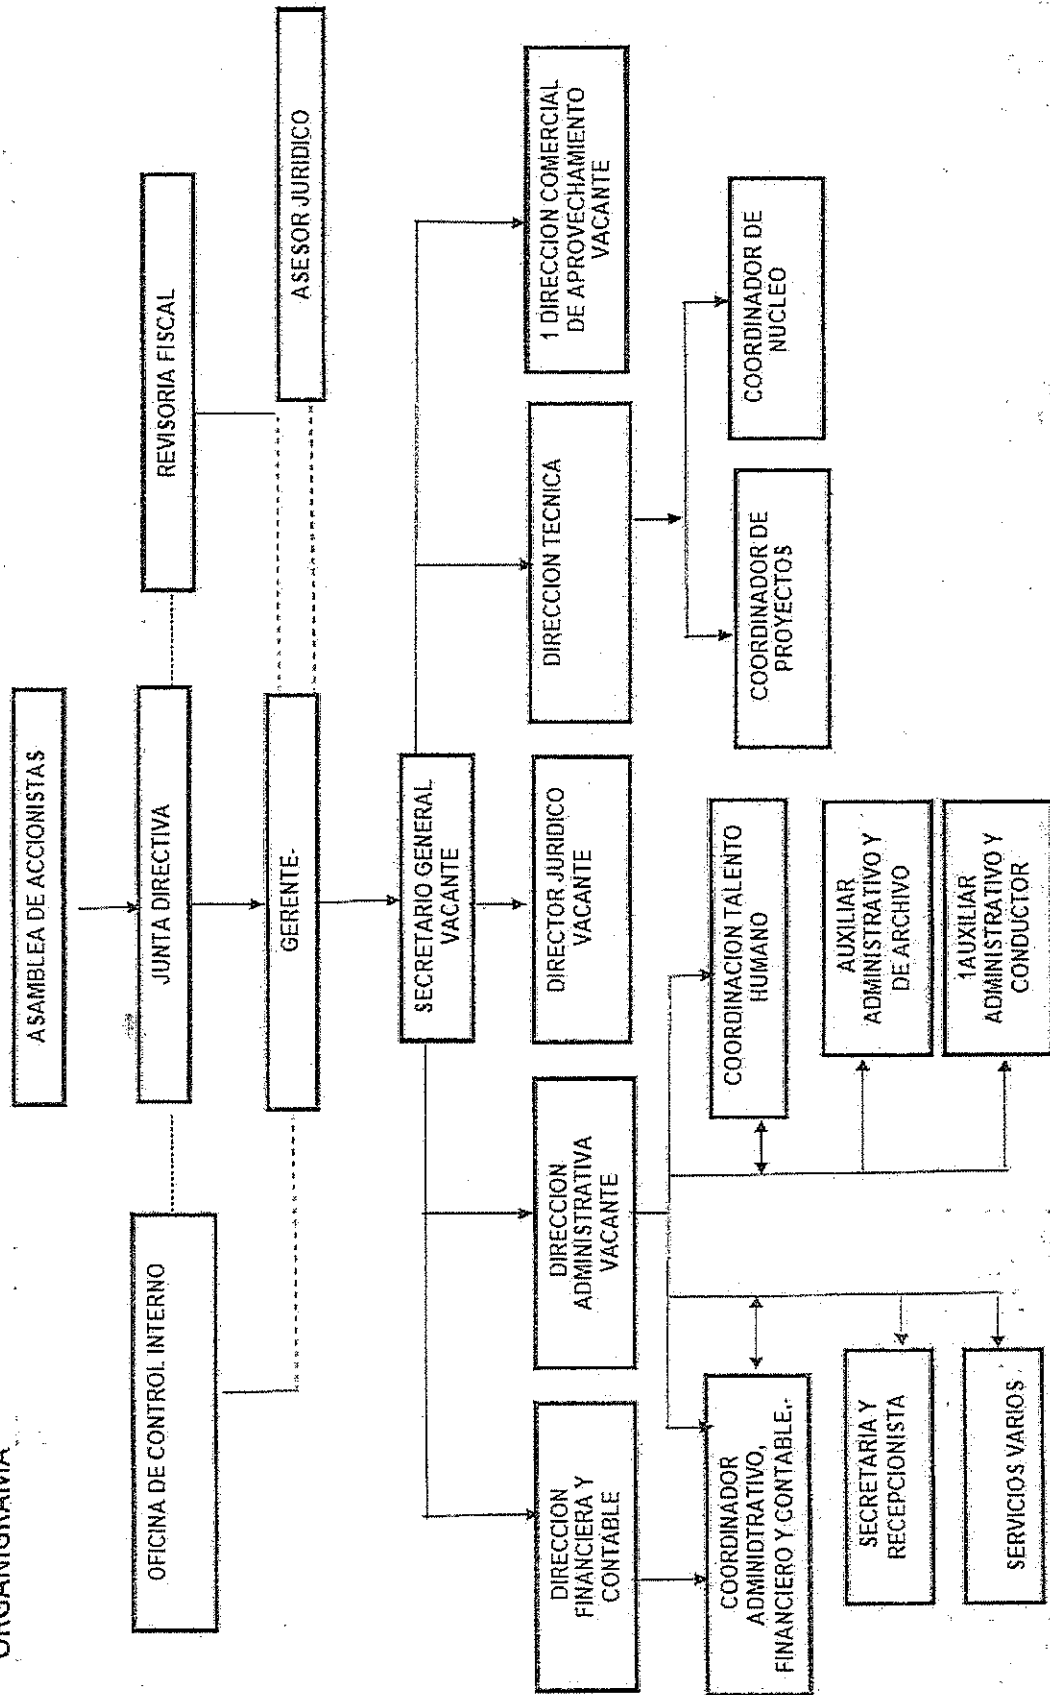 ORGANIGRAMA
ASAMBLEA DE ACCIONISTAS
OFICINA DE CONTROL INTERNO
JUNTA DIRECTIVA
REVISORIA FISCAL
GERENTE-
ASESOR JURIDICO
SECRETARIO GENERAL
VACANTE
DIRECCION
FINANCIERA Y
CONTABLE
DIRECCION
ADMINISTRATIVA
VACANTE
DIRECTOR JURIDICO
VACANTE
DIRECCION TECNICA
1 DIRECCION COMERCIAL
DE APROVECHAMIENTO
VACANTE
COORDINADOR
ADMINIDTRATIVO,
FINANCIERO Y CONTABLE.-
COORDINACION TALENTO
HUMANO
COORDINADOR DE
PROYECTOS
COORDINADOR DE
NUCLEO
SECRETARIA Y
RECEPCIONISTA
AUXILIAR
ADMINISTRATIVO Y
DE ARCHIVO
SERVICIOS VARIOS
1AUXILIAR
ADMINISTRATIVO Y
CONDUCTOR